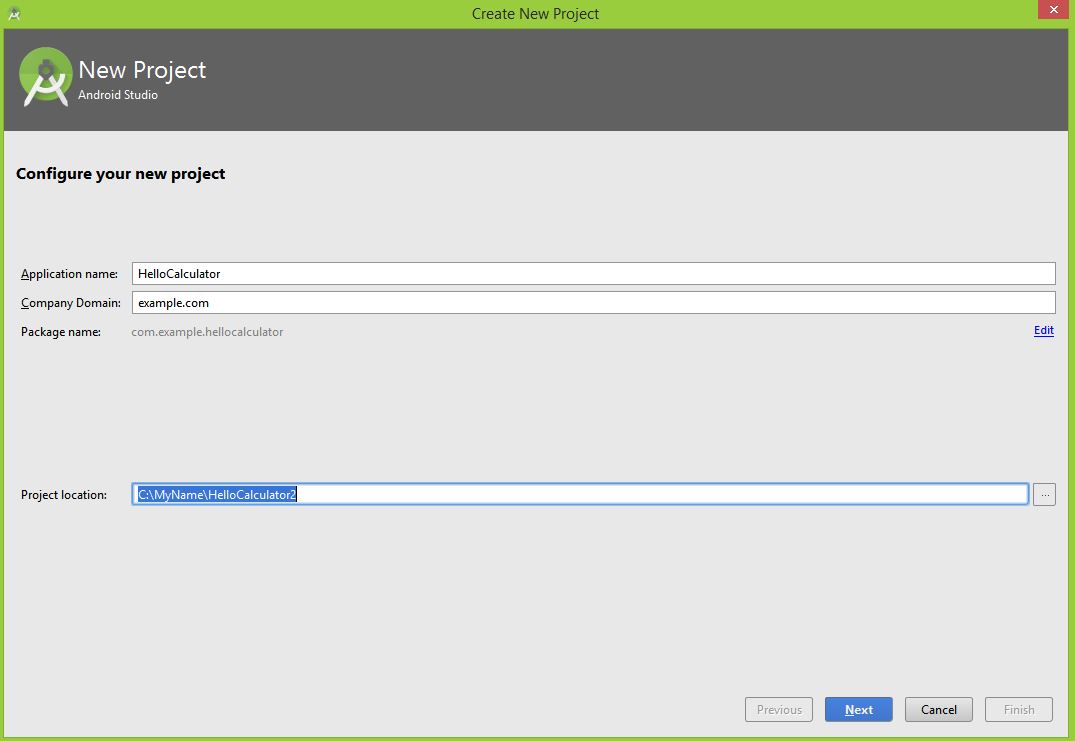 Create New Project
New Project
Android Studio
Configure your new project
Application name: HelloCalculator
Company Domain: example.com
Package name: com.example.hellocalculator Edit
Project location: C:\MyName\HelloCalculator2 ...
Previous Next Cancel Finish